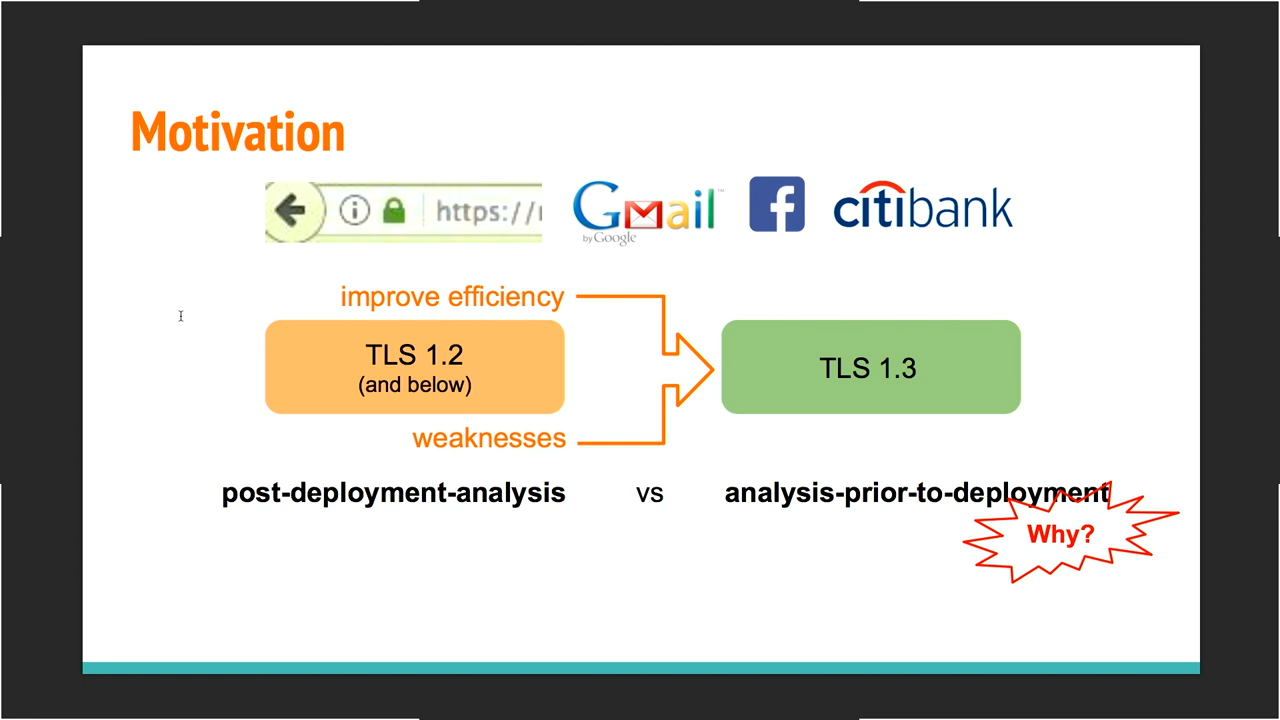 Motivation
https://
Gmail
by Google
™
f
citibank
improve efficiency
TLS 1.2
(and below)
TLS 1.3
weaknesses
post-deployment-analysis vs analysis-prior-to-deployment
Why?